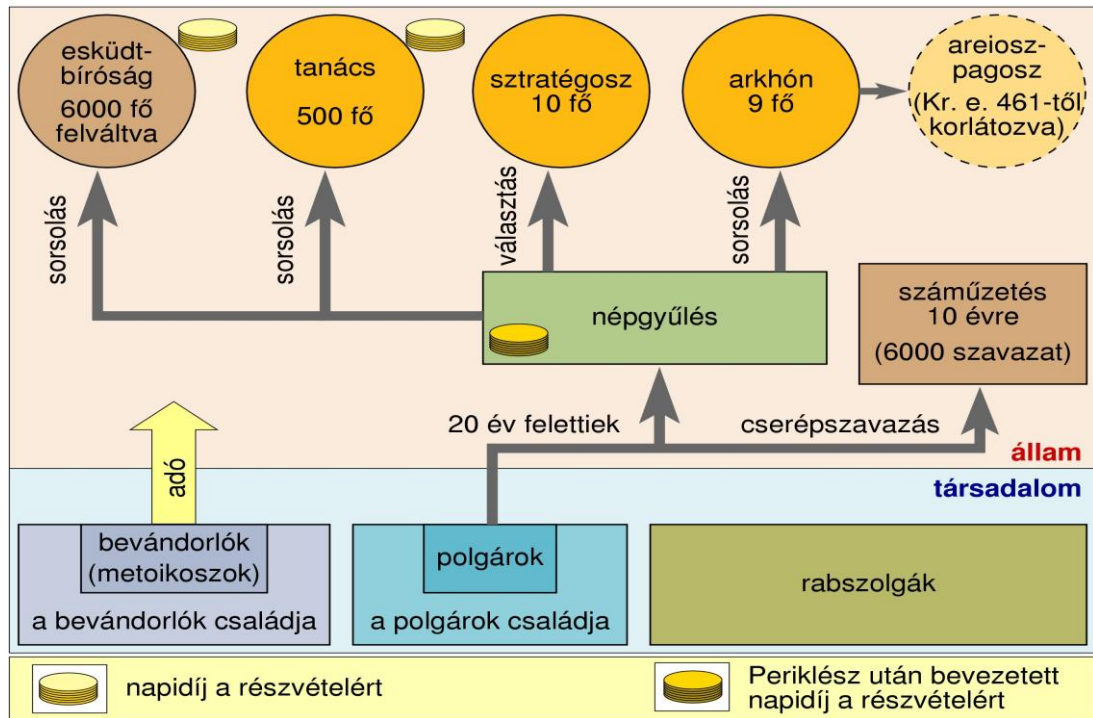 esküdt-
bíróság
6000 fő
felváltva
tanács
500 fő
sztratégosz
10 fő
arkhón
9 fő
areiosz-
pagosz
(Kr. e. 461-től
korlátozva)
sorsolás
sorsolás
választás
sorsolás
népgyűlés
száműzetés
10 évre
(6000 szavazat)
20 év felettiek
cserépszavazás
adó
állam
társadalom
bevándorlók
(metoikoszok)
a bevándorlók családja
polgárok
a polgárok családja
rabszolgák
napidíj a részvételért
Periklész után bevezetett
napidíj a részvételért